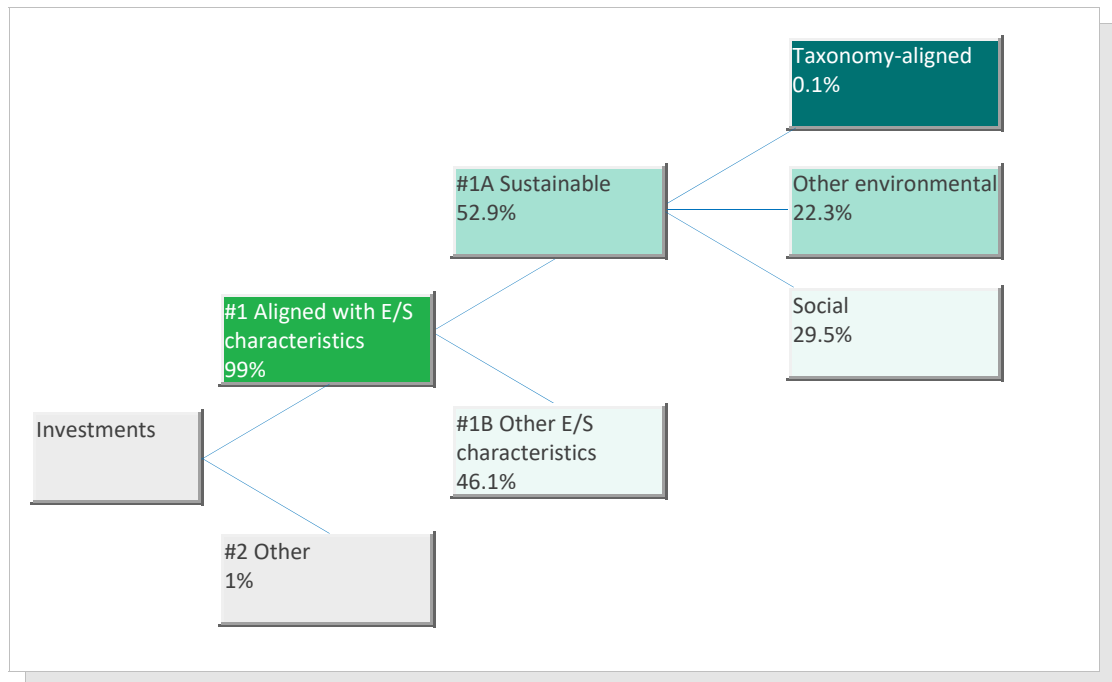 Taxonomy-aligned
0.1%
#1A Sustainable
52.9%
Other environmental
22.3%
Social
29.5%
#1 Aligned with E/S
characteristics
99%
#1B Other E/S
characteristics
46.1%
Investments
#2 Other
1%